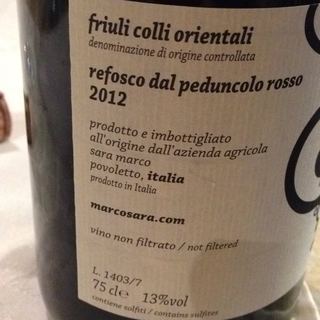 friuli colli orientali
denominazione di origine controllata
refosco dal peduncolo rosso
2012
prodotto e imbottigliato
all'origine dall'azienda agricola
sara marco
povoletto, italia
prodotto in Italia
marcosara.com
vino non filtrato / not filtered
L. 1403/7
75 cl e 13%vol
contiene solfiti / contains sulfites